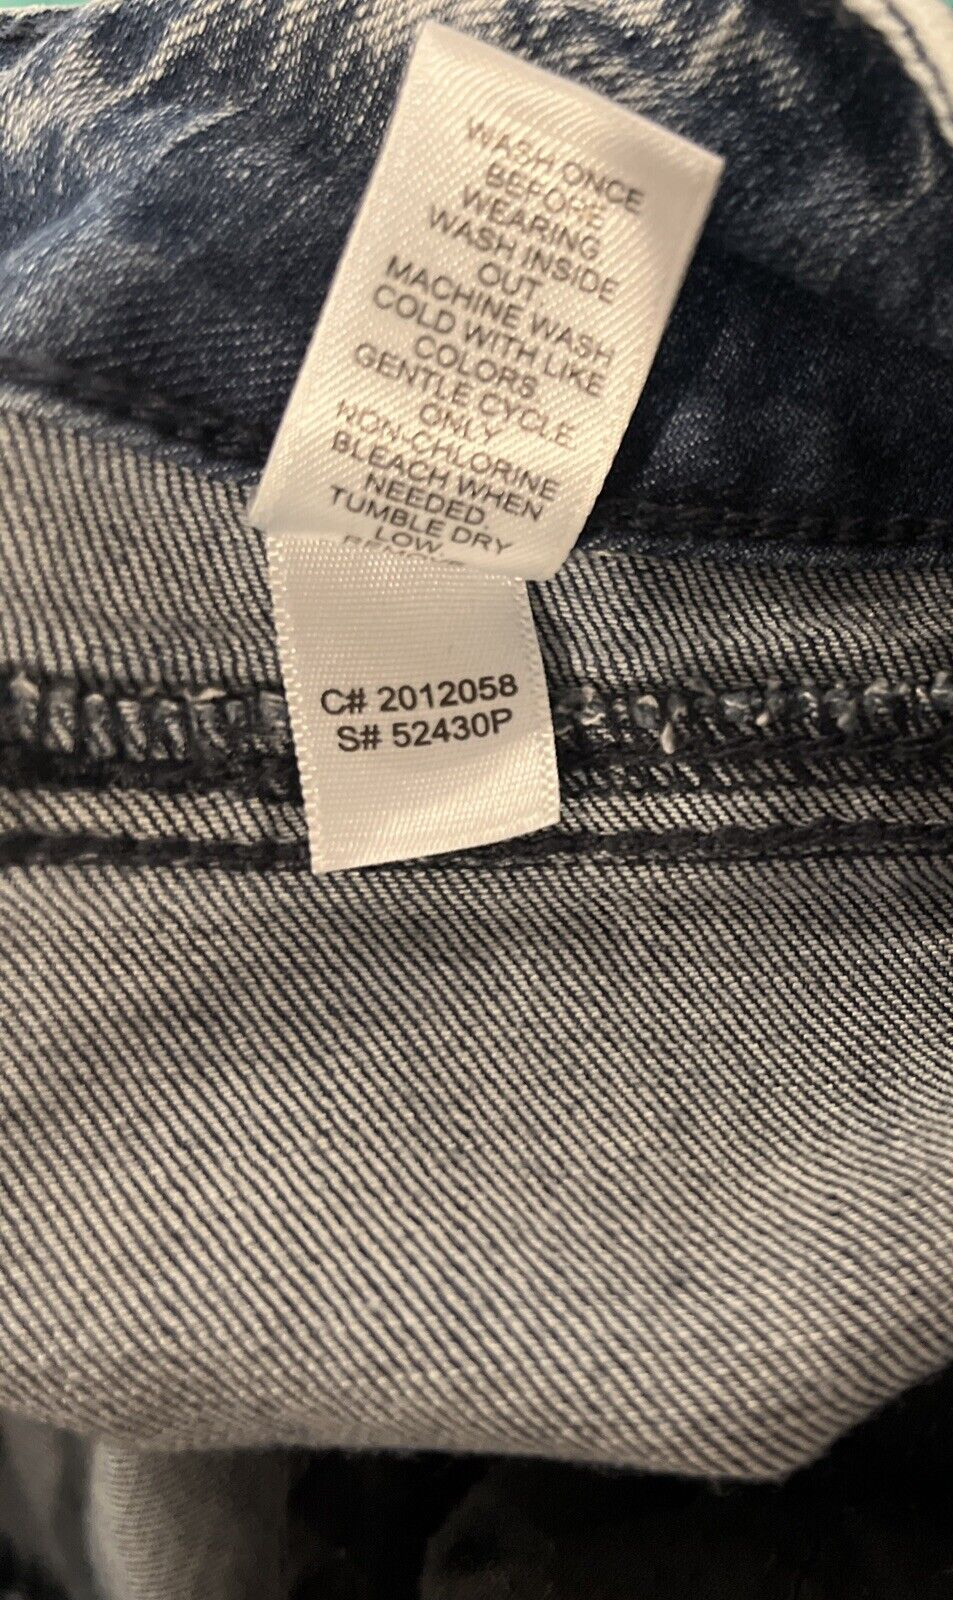 WASH ONCE
BEFORE
WEARING
WASH INSIDE
OUT
MACHINE WASH
COLD WITH LIKE
COLORS
GENTLE CYCLE
ONLY
NON-CHLORINE
BLEACH WHEN
NEEDED
TUMBLE DRY
LOW
C# 2012058
S# 52430P